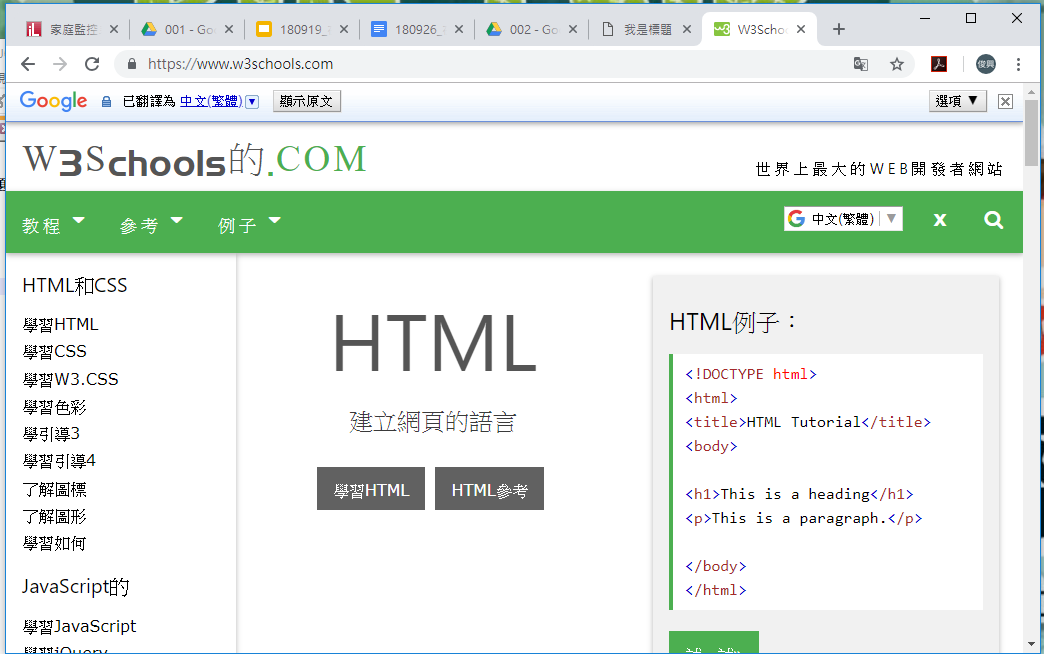 家庭監控
001 - Go
180919_
180926_
002 - Go
我是標題
W3Schoo
https://www.w3schools.com
俊興
Google 已翻譯為 中文(繁體) 顯示原文 選項 ▼
W3Schools的.COM
世界上最大的WEB開發者網站
教程 參考 例子 中文(繁體) x
HTML和CSS
學習HTML
學習CSS
學習W3.CSS
學習色彩
學引導3
學習引導4
了解圖標
了解圖形
學習如何
JavaScript的
學習JavaScript
學習jQuery
HTML
建立網頁的語言
學習HTML HTML參考
HTML例子：
<!DOCTYPE html>
<html>
<title>HTML Tutorial</title>
<body>
<h1>This is a heading</h1>
<p>This is a paragraph.</p>
</body>
</html>